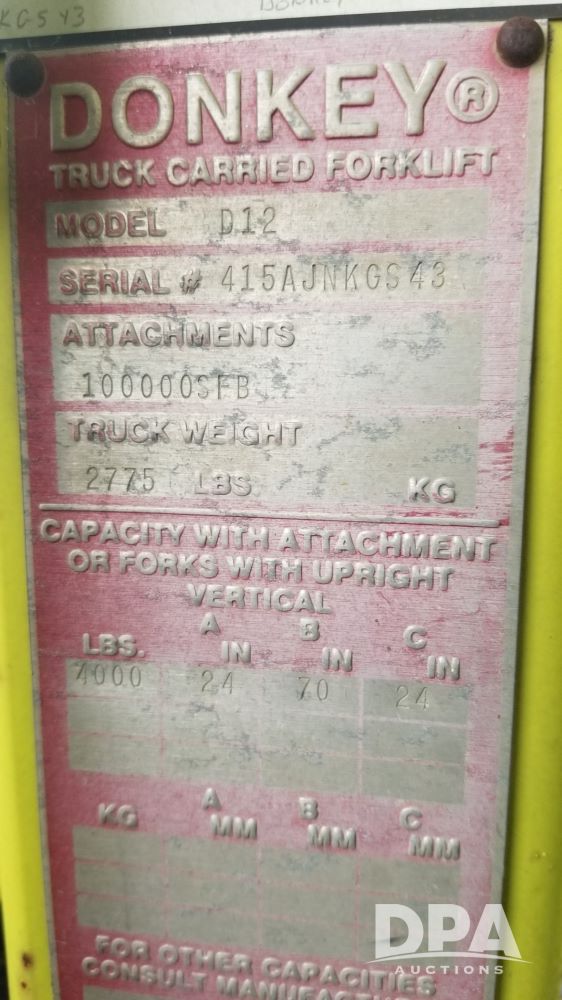 KGS43
DONKEY®
TRUCK CARRIED FORKLIFT
MODEL D12
SERIAL # 415AJNKGS43
ATTACHMENTS
100000SFB
TRUCK WEIGHT
2775 LBS KG
CAPACITY WITH ATTACHMENT
OR FORKS WITH UPRIGHT
VERTICAL
A B C
LBS. IN IN IN
4000 24 70 24
A B C
KG MM MM MM
FOR OTHER CAPACITIES
CONSULT
DPA
AUCTIONS